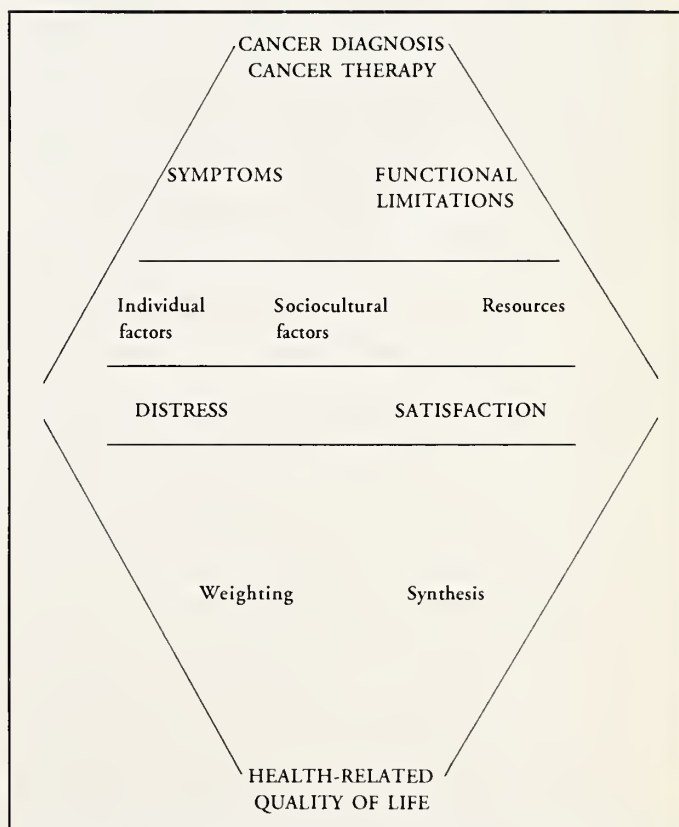 CANCER DIAGNOSIS
CANCER THERAPY
SYMPTOMS FUNCTIONAL
LIMITATIONS
Individual Sociocultural Resources
factors factors
DISTRESS SATISFACTION
Weighting Synthesis
HEALTH-RELATED
QUALITY OF LIFE